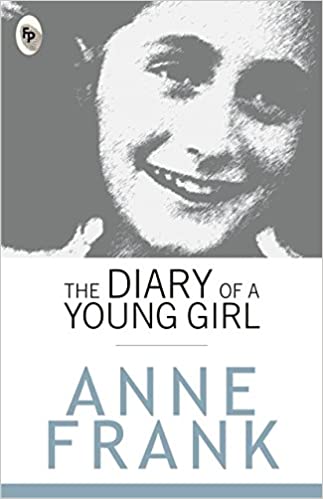 FP
THE DIARY OF A
YOUNG GIRL
ANNE
FRANK